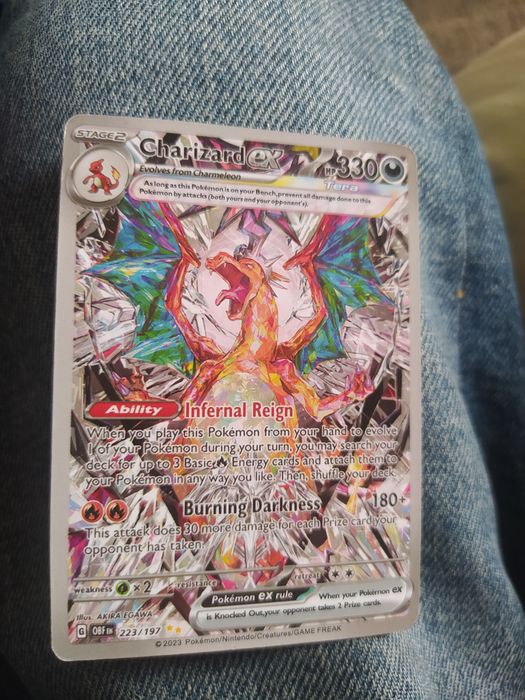 STAGE 2
Charizard ex
HP 330
Evolves from Charmeleon
Tera
As long as this Pokémon is on your Bench, prevent all damage done to this
Pokémon by attacks (both yours and your opponent's).
Ability Infernal Reign
When you play this Pokémon from your hand to evolve
1 of your Pokémon during your turn, you may search your
deck for up to 3 Basic Energy cards and attach them to
your Pokémon in any way you like. Then, shuffle your deck.
Burning Darkness 180+
This attack does 30 more damage for each Prize card your
opponent has taken.
weakness ×2 resistance retreat
Pokémon ex rule
When your Pokémon ex
is Knocked Out, your opponent takes 2 Prize cards.
Illus. AKIRA EGAWA
G OBF EN 223/197
© 2023 Pokémon/Nintendo/Creatures/GAME FREAK